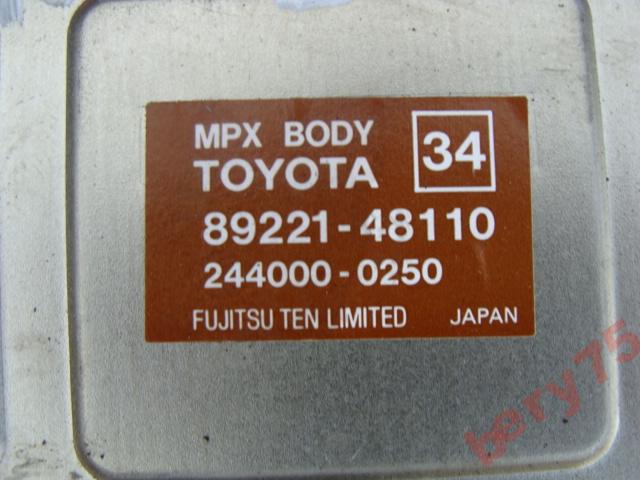 MPX BODY 34
TOYOTA
89221-48110
244000-0250
FUJITSU TEN LIMITED JAPAN
bery75